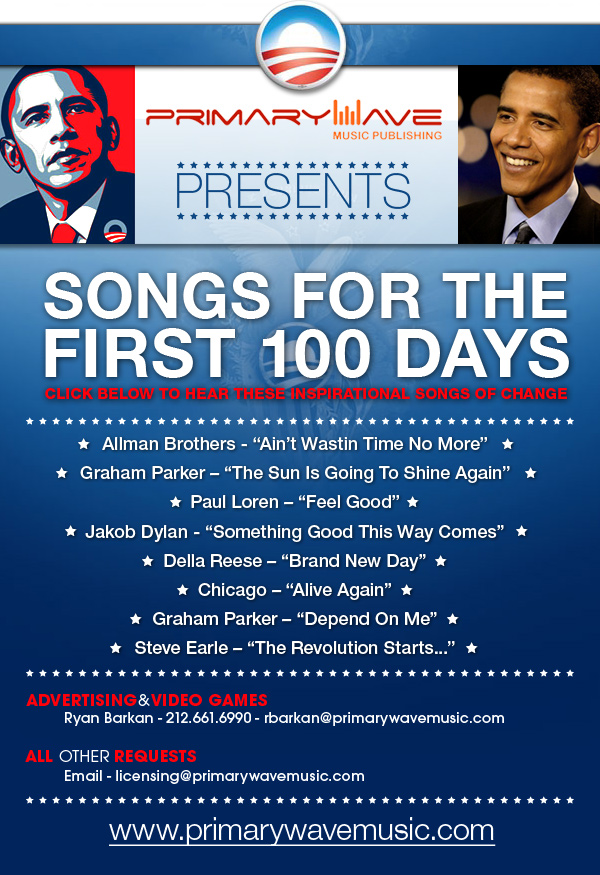 PRIMARY WAVE
MUSIC PUBLISHING
PRESENTS
SONGS FOR THE
FIRST 100 DAYS
CLICK BELOW TO HEAR THESE INSPIRATIONAL SONGS OF CHANGE
Allman Brothers - “Ain’t Wastin Time No More”
Graham Parker – “The Sun Is Going To Shine Again”
Paul Loren – “Feel Good”
Jakob Dylan - “Something Good This Way Comes”
Della Reese – “Brand New Day”
Chicago – “Alive Again”
Graham Parker – “Depend On Me”
Steve Earle – “The Revolution Starts...”
ADVERTISING&VIDEO GAMES
Ryan Barkan - 212.661.6990 - rbarkan@primarywavemusic.com
ALL OTHER REQUESTS
Email - licensing@primarywavemusic.com
www.primarywavemusic.com